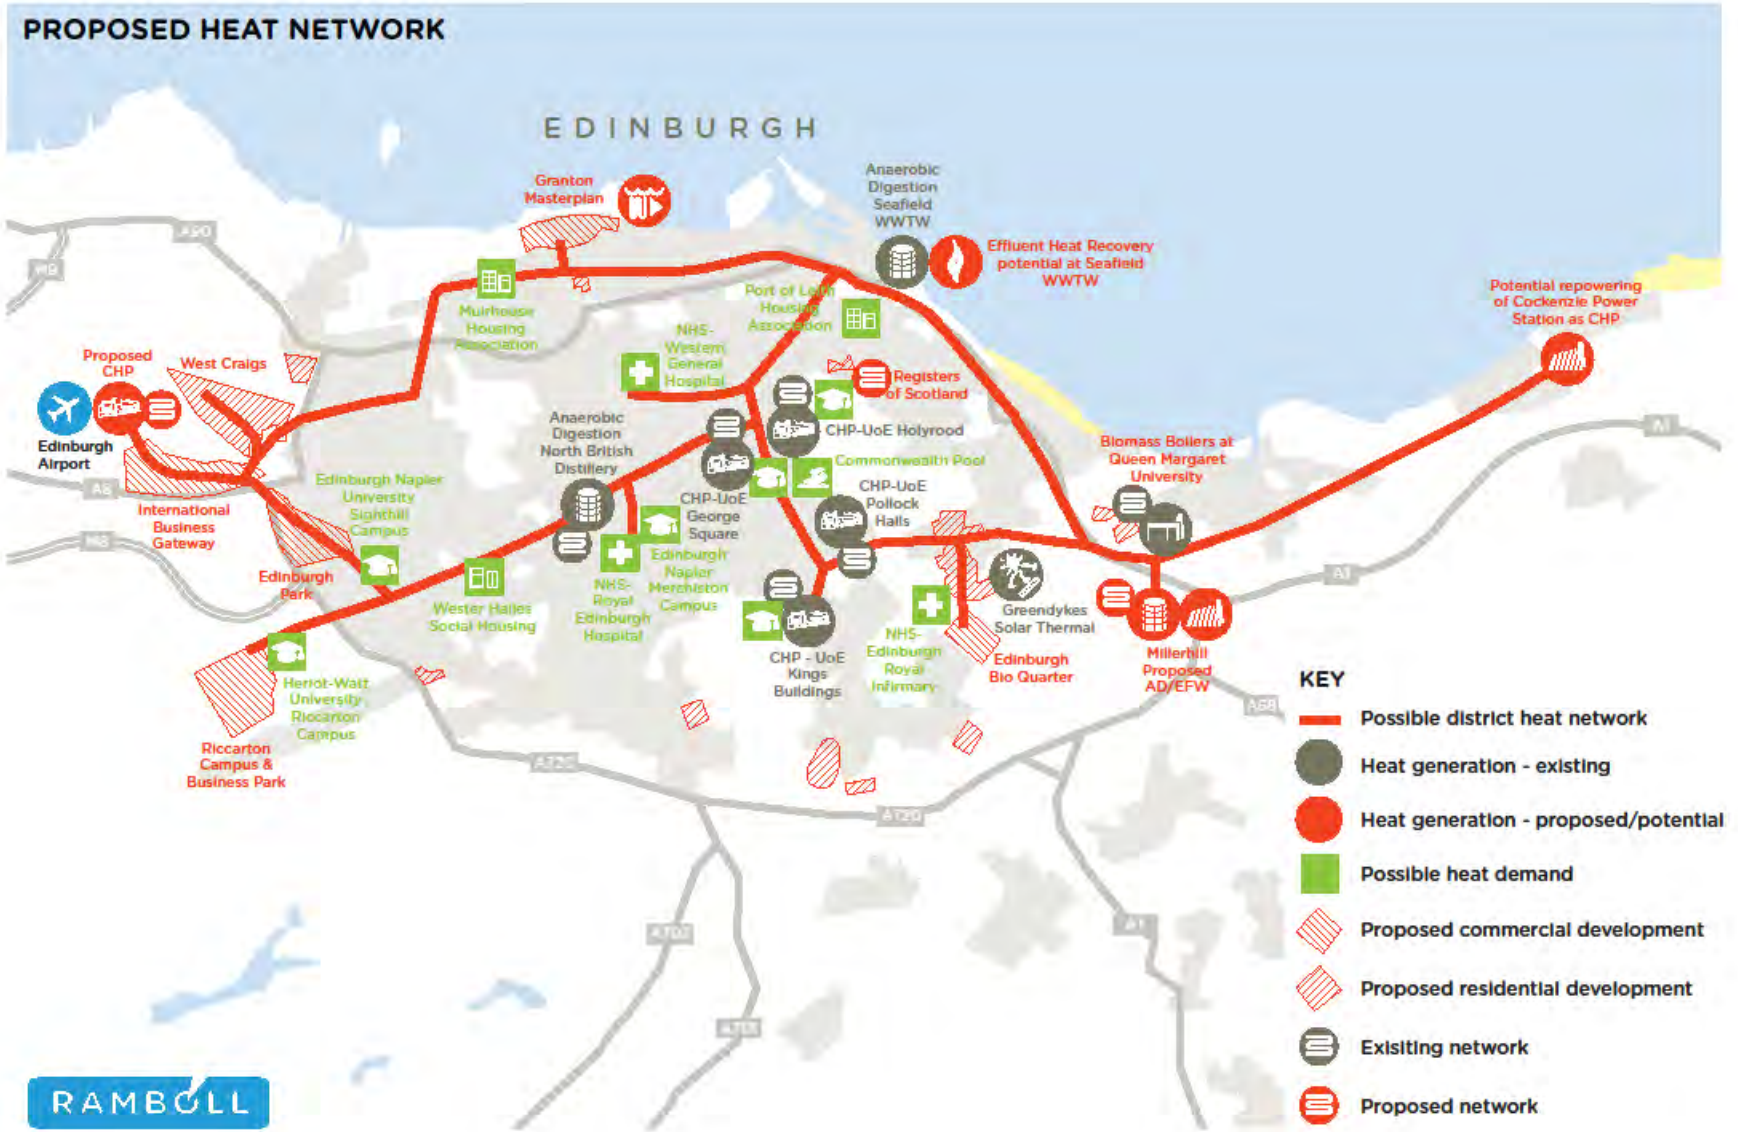 PROPOSED HEAT NETWORK
EDINBURGH
Granton
Masterplan
Anaerobic
Digestion
Seafield
WWTW
Effluent Heat Recovery
potential at Seafield
WWTW
Potential repowering
of Cockenzie Power
Station as CHP
A90
M9
Muirhouse
Housing
Association
Port of Leith
Housing
Association
NHS-
Western
General
Hospital
Proposed
CHP
West Craigs
Edinburgh
Airport
A8
M8
International
Business
Gateway
Registers
of Scotland
CHP-UoE Holyrood
Commonwealth Pool
Anaerobic
Digestion
North British
Distillery
CHP-UoE
George
Square
CHP-UoE
Pollock
Halls
Biomass Boilers at
Queen Margaret
University
A1
Edinburgh Napier
University
Sighthill
Campus
Edinburgh
Park
Wester Hailes
Social Housing
NHS-
Royal
Edinburgh
Hospital
Edinburgh
Napier
Merchiston
Campus
CHP - UoE
Kings
Buildings
NHS-
Edinburgh
Royal
Infirmary
Greendykes
Solar Thermal
Edinburgh
Bio Quarter
Millerhill
Proposed
AD/EFW
A1
A68
Heriot-Watt
University
Riccarton
Campus
Riccarton
Campus &
Business Park
A720
A720
A702
A1
KEY
Possible district heat network
Heat generation - existing
Heat generation - proposed/potential
Possible heat demand
Proposed commercial development
Proposed residential development
Exisiting network
Proposed network
RAMBOLL